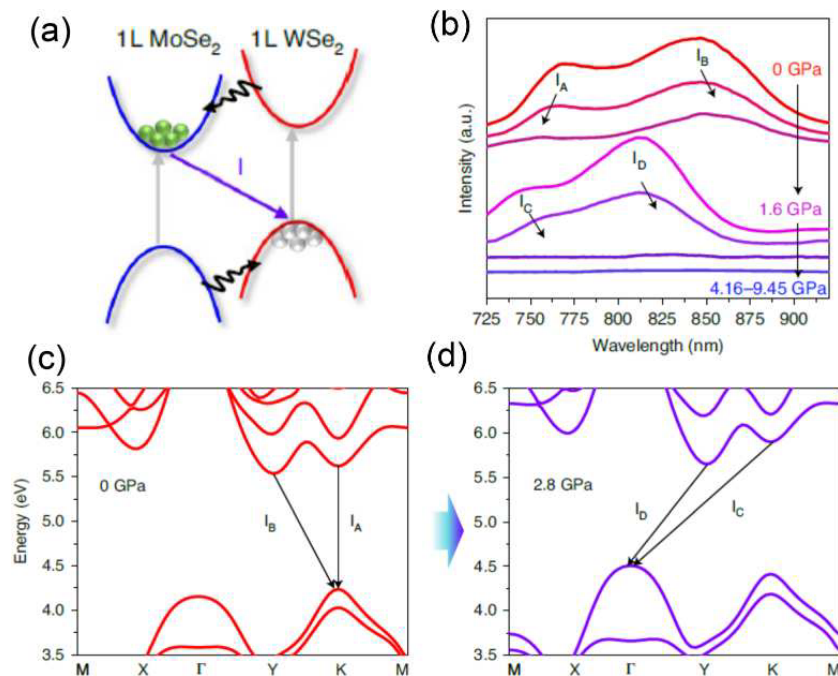 (a)
1L MoSe2 1L WSe2
I
(b)
Intensity (a.u.)
IA
IB
0 GPa
IC
ID
1.6 GPa
4.16–9.45 GPa
725 750 775 800 825 850 875 900
Wavelength (nm)
(c)
Energy (eV)
6.5
6.0
5.5
5.0
4.5
4.0
3.5
0 GPa
IB
IA
M X Γ Y K M
(d)
6.5
6.0
5.5
5.0
4.5
4.0
3.5
2.8 GPa
ID
IC
M X Γ Y K M